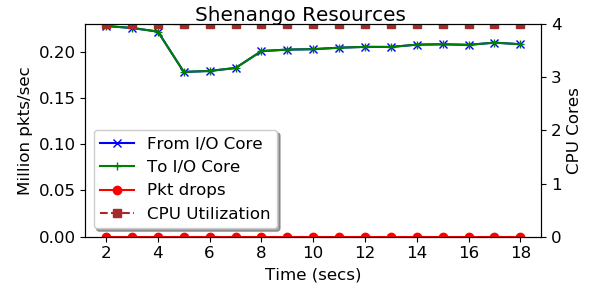 Shenango Resources
Million pkts/sec
0.20
0.15
0.10
0.05
0.00
4
3
2
1
0
CPU Cores
From I/O Core
To I/O Core
Pkt drops
CPU Utilization
2 4 6 8 10 12 14 16 18
Time (secs)